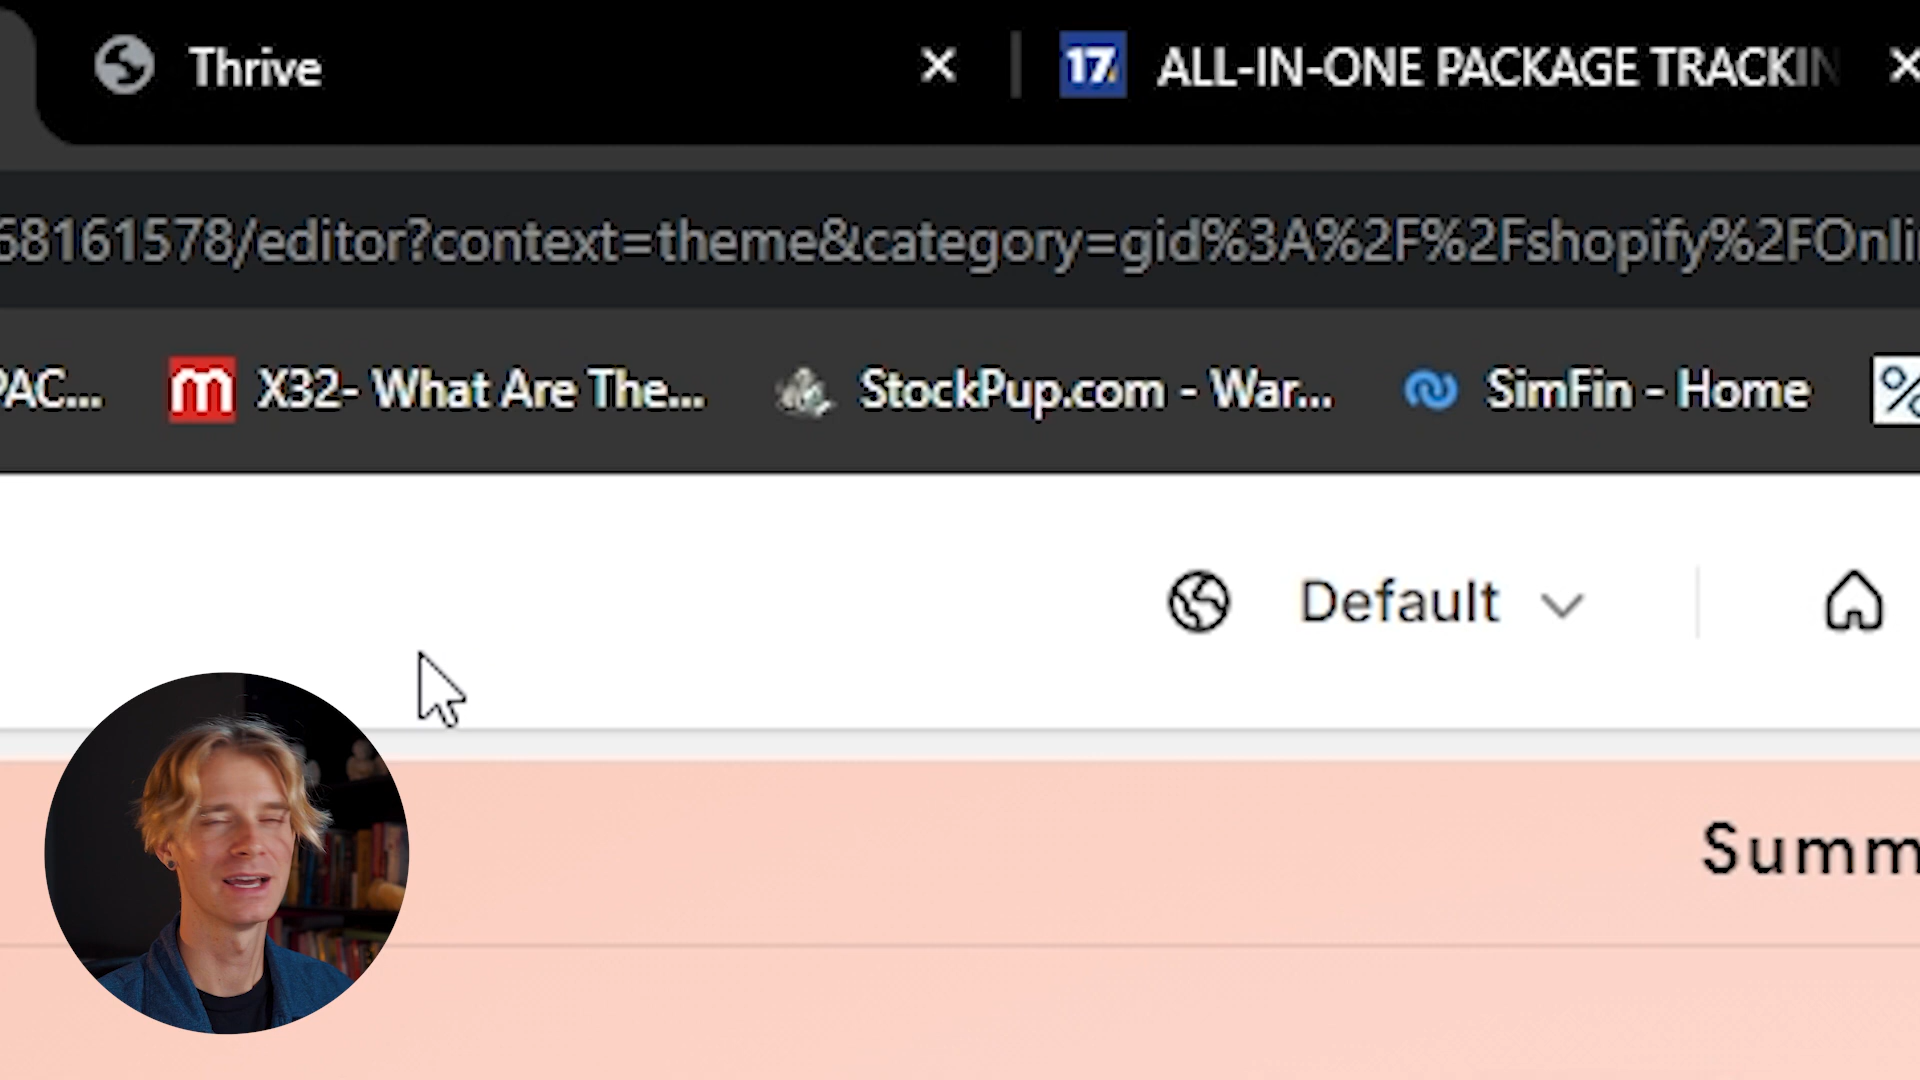 Thrive
17 ALL-IN-ONE PACKAGE TRACKIN
68161578/editor?context=theme&category=gid%3A%2F%2Fshopify%2FOnli
PAC... X32- What Are The... StockPup.com - War... SimFin - Home %
Default
Summ